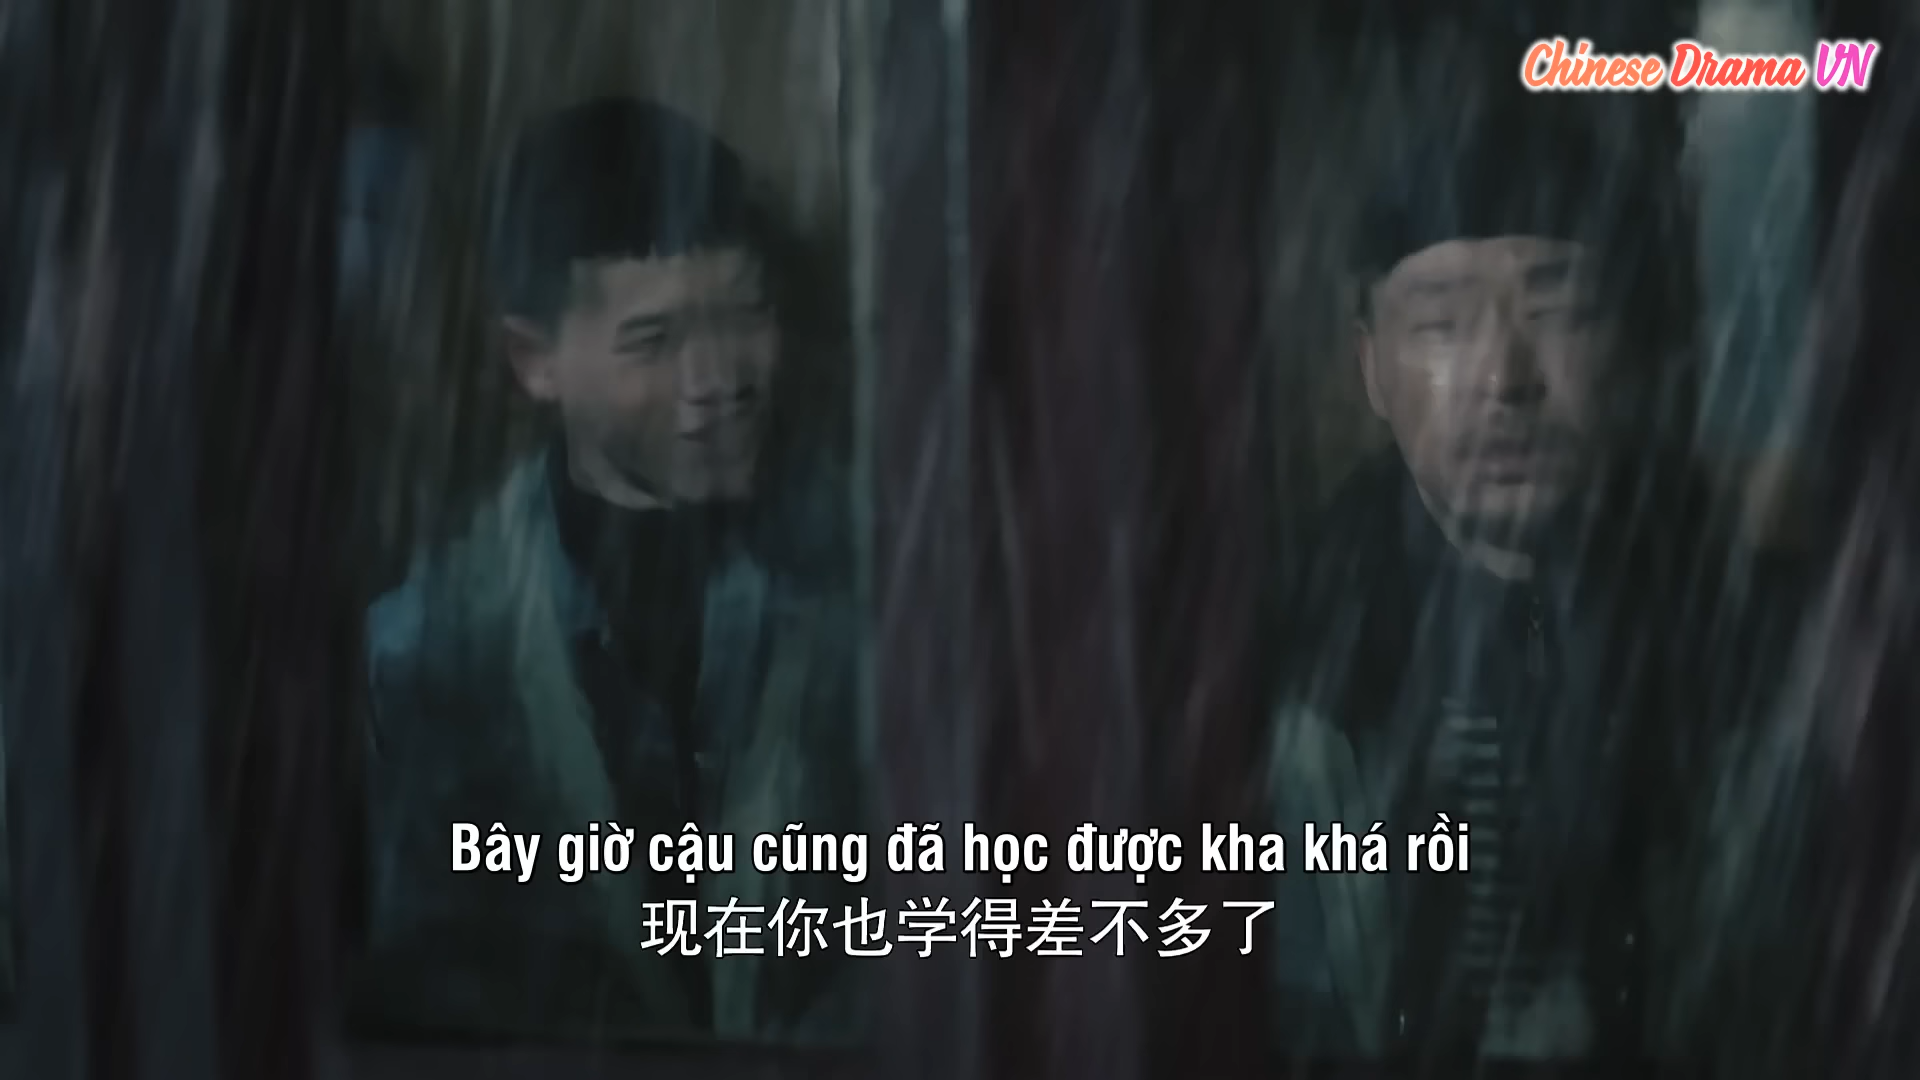 Chinese Drama VN
Bây giờ cậu cũng đã học được kha khá rồi
现在你也学得差不多了